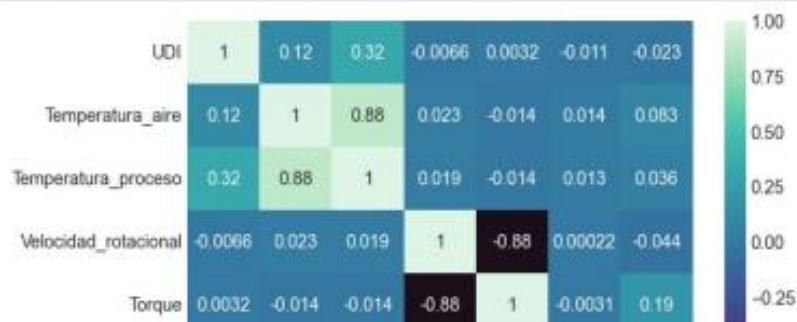 UDI 1 0.12 0.32 -0.0066 0.0032 -0.011 -0.023
Temperatura_aire 0.12 1 0.88 0.023 -0.014 0.014 0.083
Temperatura_proceso 0.32 0.88 1 0.019 -0.014 0.013 0.036
Velocidad_rotacional -0.0066 0.023 0.019 1 -0.88 0.00022 -0.044
Torque 0.0032 -0.014 -0.014 -0.88 1 -0.0031 0.19
1.00
0.75
0.50
0.25
0.00
-0.25